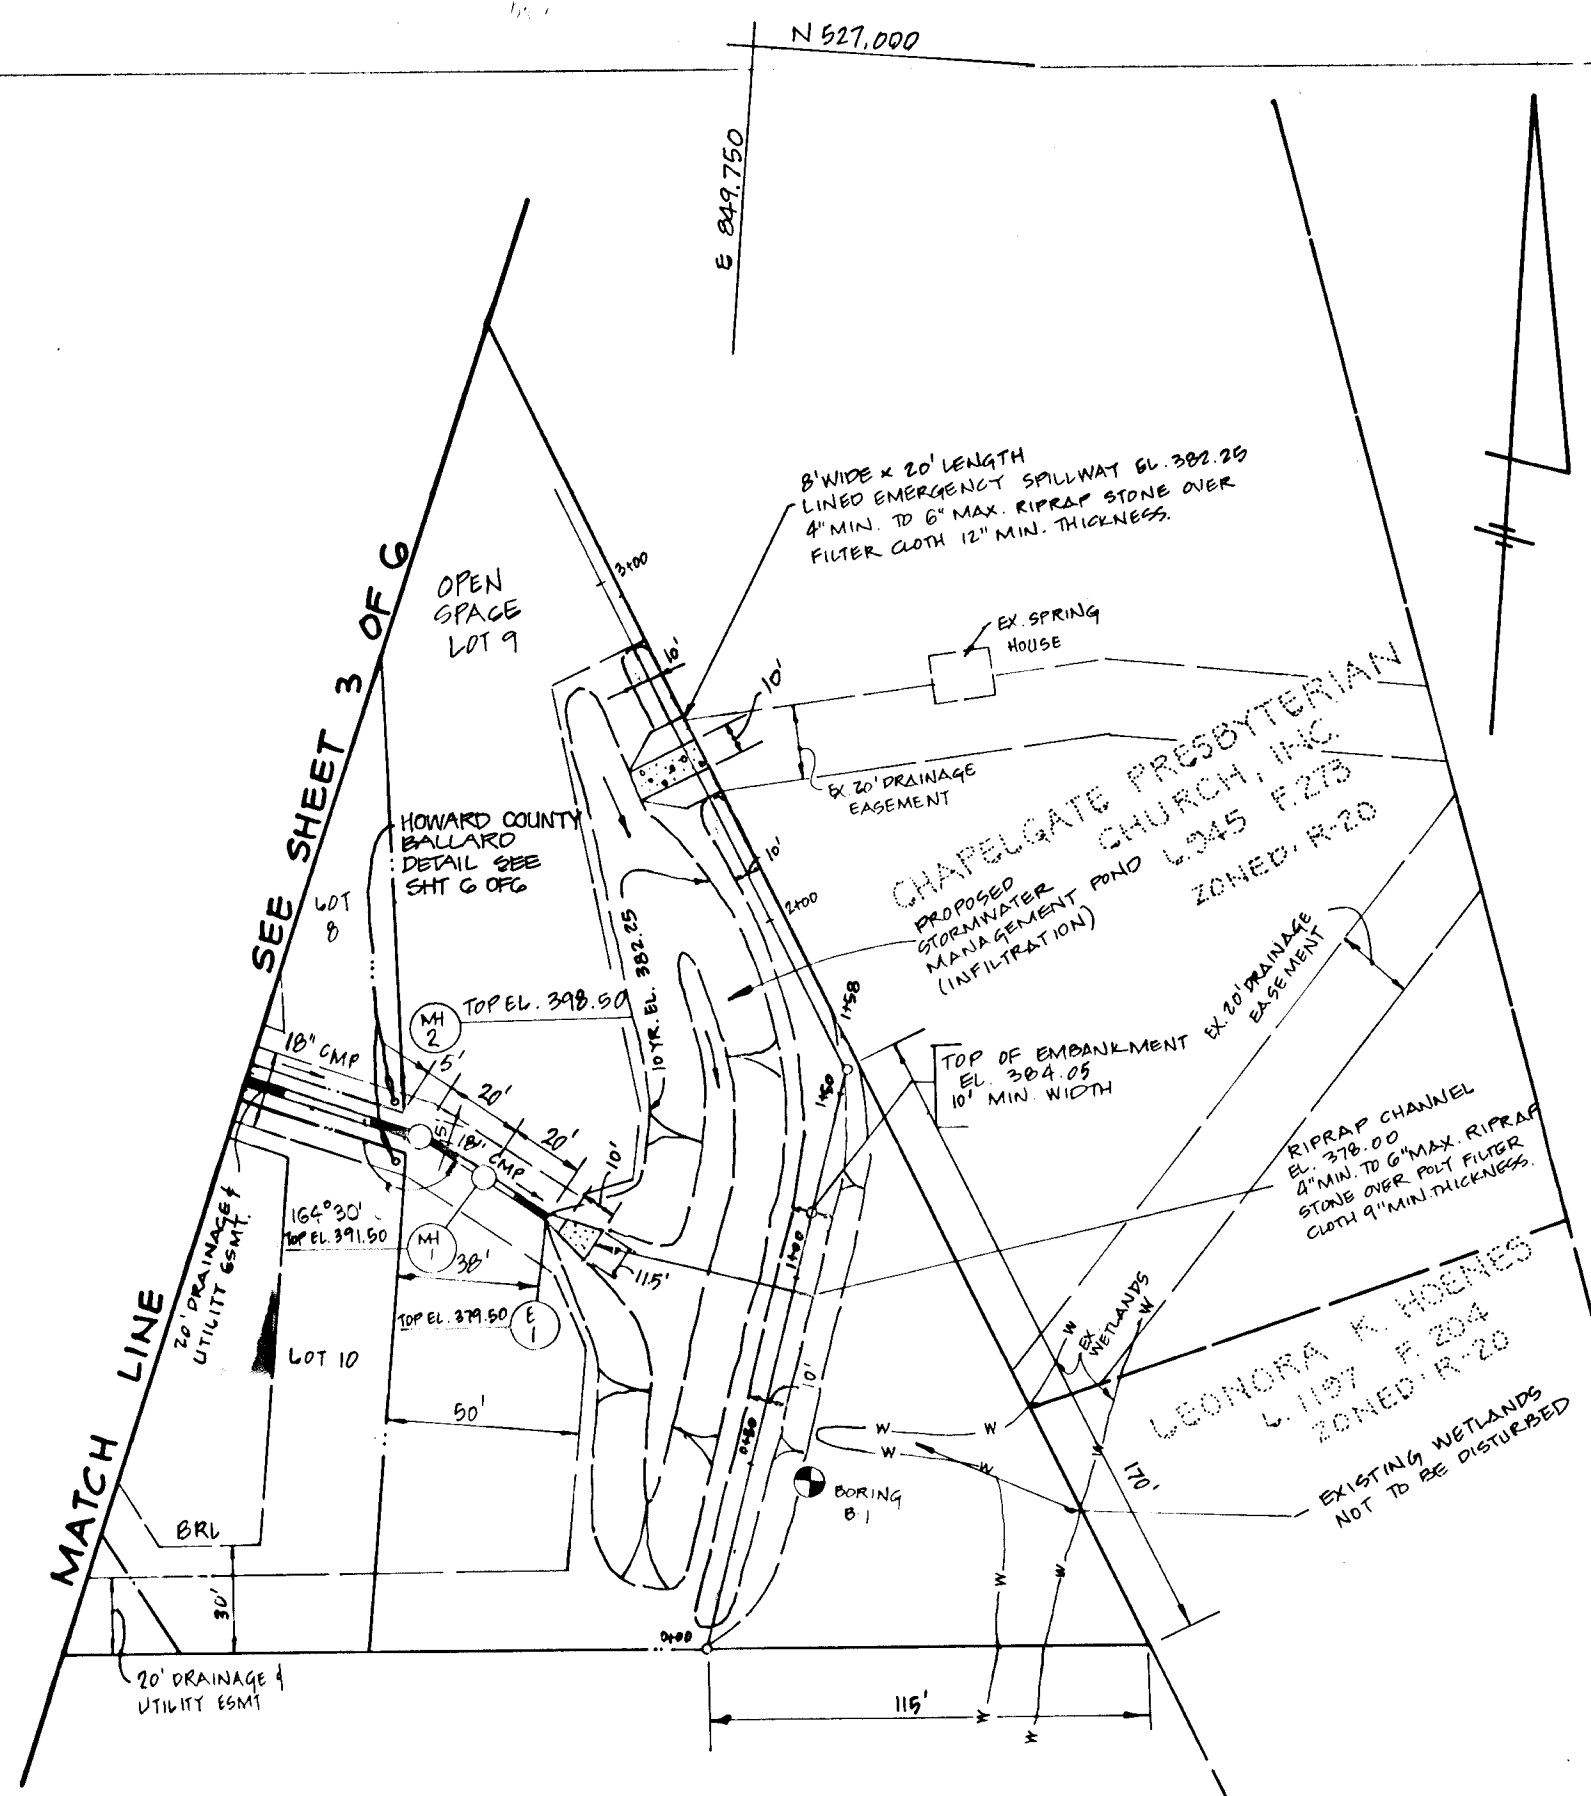 N 527,000
E 849.750
8' WIDE x 20' LENGTH
LINED EMERGENCY SPILLWAY EL. 382.25
4" MIN. TO 6" MAX. RIPRAP STONE OVER
FILTER CLOTH 12" MIN. THICKNESS.
OPEN
SPACE
LOT 9
3+00
EX. SPRING
HOUSE
10'
10'
EX. 20' DRAINAGE
EASEMENT
CHAPELGATE PRESBYTERIAN
CHURCH, INC.
L.945 F.273
ZONED: R-20
HOWARD COUNTY
BALLARD
DETAIL SEE
SHT 6 OF6
LOT
8
10'
2+00
PROPOSED
STORMWATER
MANAGEMENT POND
(INFILTRATION)
EX. 20' DRAINAGE
EASEMENT
10 YR. EL. 382.25
MH
2
TOP EL. 398.50
1+58
1+50
TOP OF EMBANKMENT
EL. 384.05
10' MIN. WIDTH
18" CMP
5'
20'
20'
10'
15'
18" CMP
RIPRAP CHANNEL
EL. 378.00
4" MIN. TO 6" MAX. RIPRAP
STONE OVER POLY FILTER
CLOTH 9" MIN. THICKNESS.
20' DRAINAGE &
UTILITY ESMT.
164°30'
TOP EL. 391.50
MH
1
38'
11.5'
1+00
TOP EL. 379.50
E
1
LOT 10
EX
WETLANDS
W
W
LEONORA K. HOENES
L. 1197 F. 204
ZONED: R-20
50'
10'
0+50
W
W
W
W
W
W
BORING
B.1
170'
EXISTING WETLANDS
NOT TO BE DISTURBED
BRL
30'
W
W
0+00
20' DRAINAGE &
UTILITY ESMT
115'
W
W
MATCH LINE SEE SHEET 3 OF 6